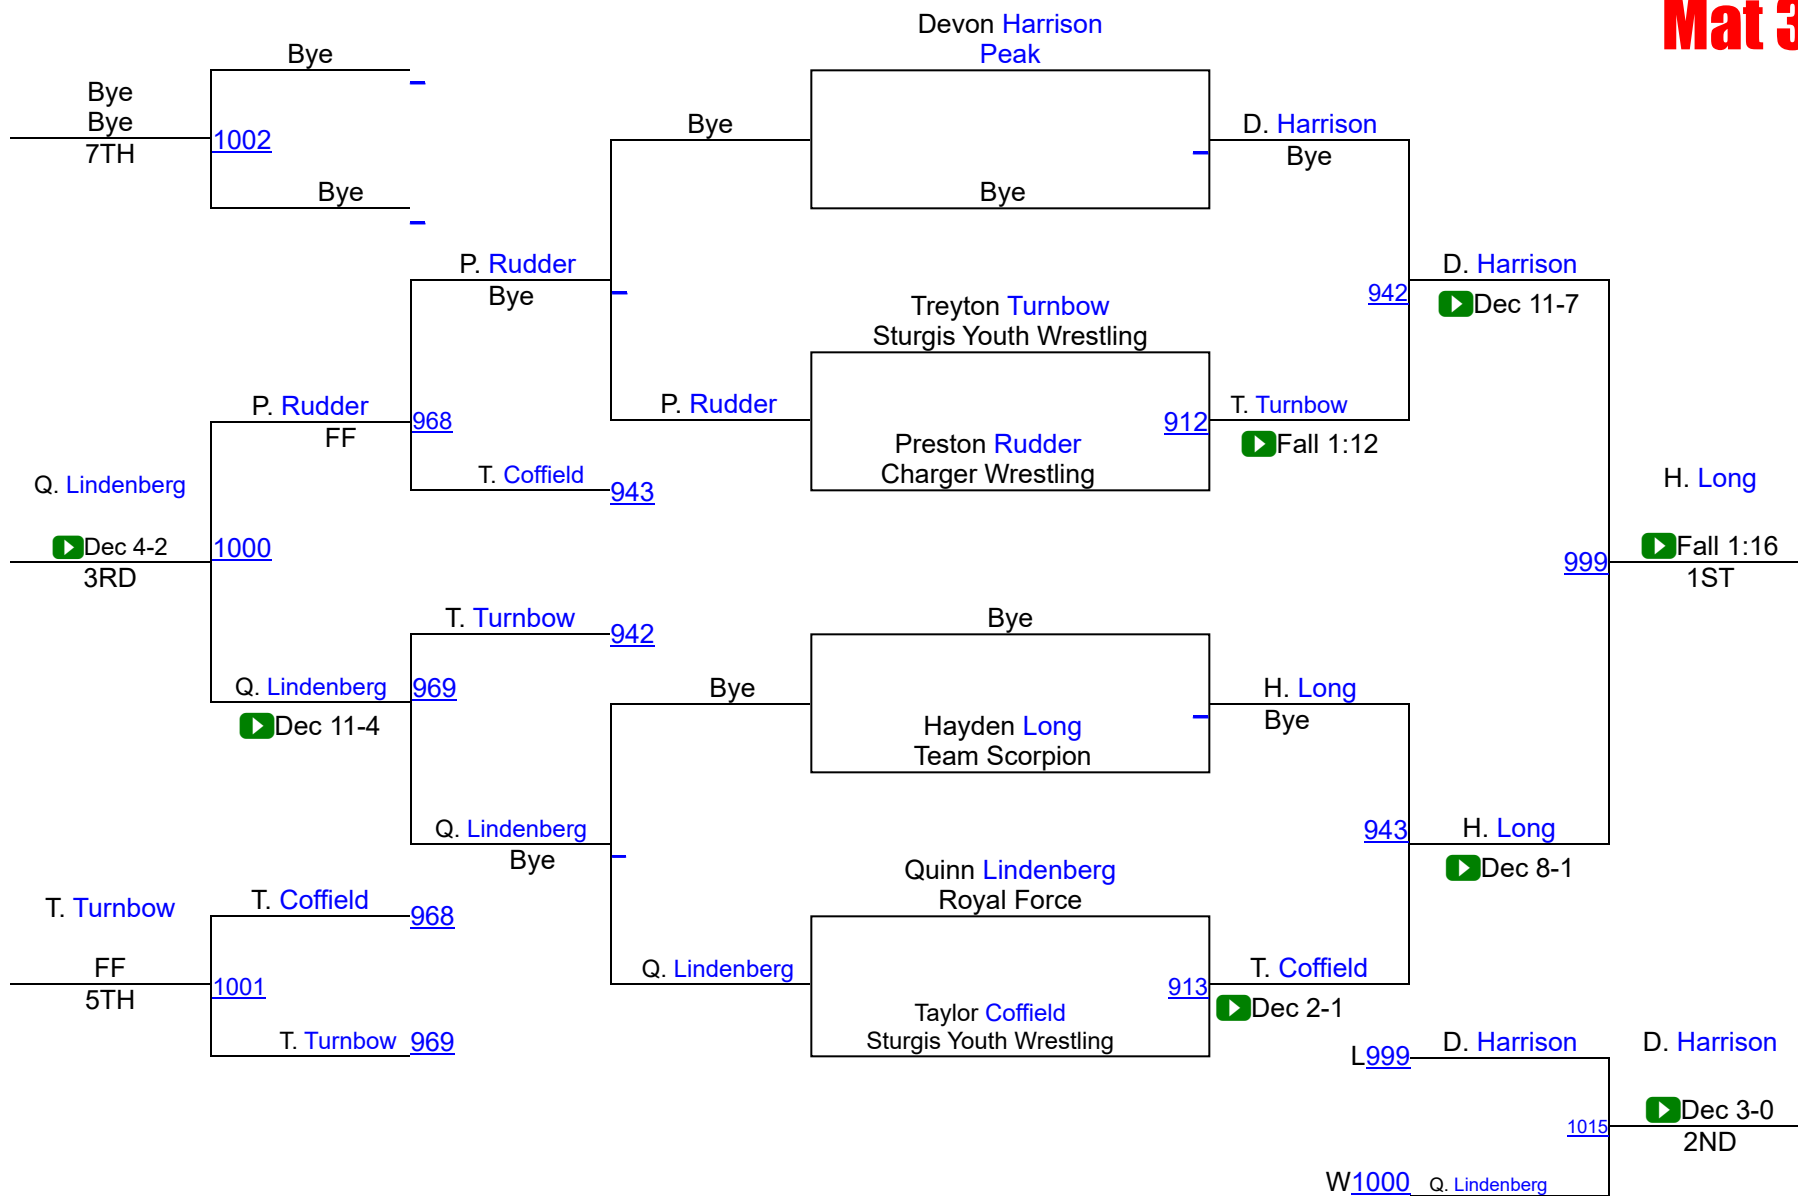 Mat 3
Devon Harrison
Peak
Bye
Bye
Bye
7TH
1002
Bye
Bye
D. Harrison
Bye
Bye
P. Rudder
Bye
D. Harrison
942
Dec 11-7
Treyton Turnbow
Sturgis Youth Wrestling
P. Rudder
FF
968
P. Rudder
912
T. Turnbow
Fall 1:12
Preston Rudder
Charger Wrestling
T. Coffield
943
Q. Lindenberg
Dec 4-2
3RD
1000
H. Long
Fall 1:16
1ST
999
T. Turnbow
942
Bye
Q. Lindenberg
969
Dec 11-4
Bye
H. Long
Bye
Hayden Long
Team Scorpion
Q. Lindenberg
Bye
943
H. Long
Dec 8-1
Quinn Lindenberg
Royal Force
T. Turnbow
T. Coffield
968
FF
5TH
1001
Q. Lindenberg
913
T. Coffield
Dec 2-1
Taylor Coffield
Sturgis Youth Wrestling
T. Turnbow
969
L999
D. Harrison
D. Harrison
Dec 3-0
2ND
1015
W1000
Q. Lindenberg